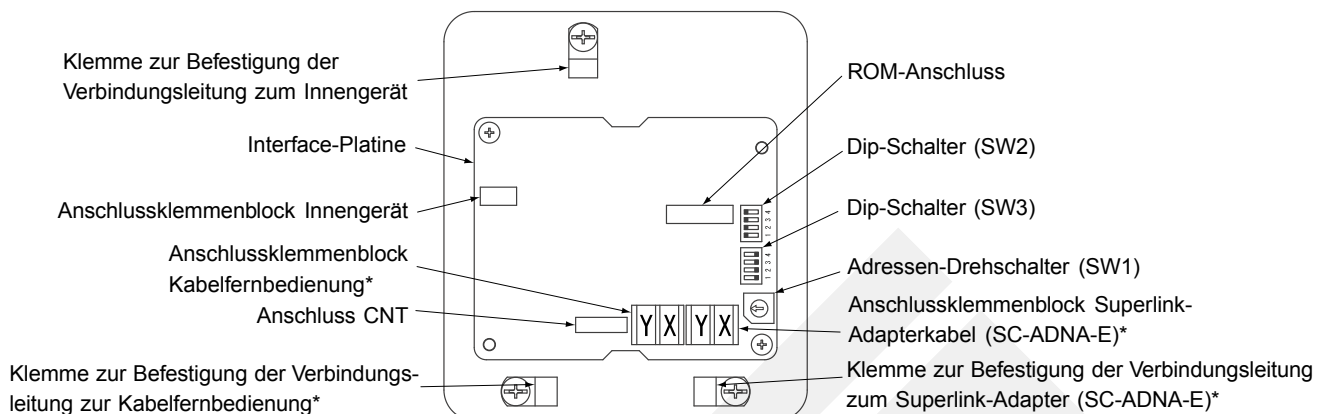 Klemme zur Befestigung der
Verbindungsleitung zum Innengerät
Interface-Platine
Anschlussklemmenblock Innengerät
Anschlussklemmenblock
Kabelfernbedienung*
Anschluss CNT
Klemme zur Befestigung der Verbindungs-
leitung zur Kabelfernbedienung*
1 2 3 4
1 2 3 4
Y X Y X
ROM-Anschluss
Dip-Schalter (SW2)
Dip-Schalter (SW3)
Adressen-Drehschalter (SW1)
Anschlussklemmenblock Superlink-
Adapterkabel (SC-ADNA-E)*
Klemme zur Befestigung der Verbindungsleitung
zum Superlink-Adapter (SC-ADNA-E)*